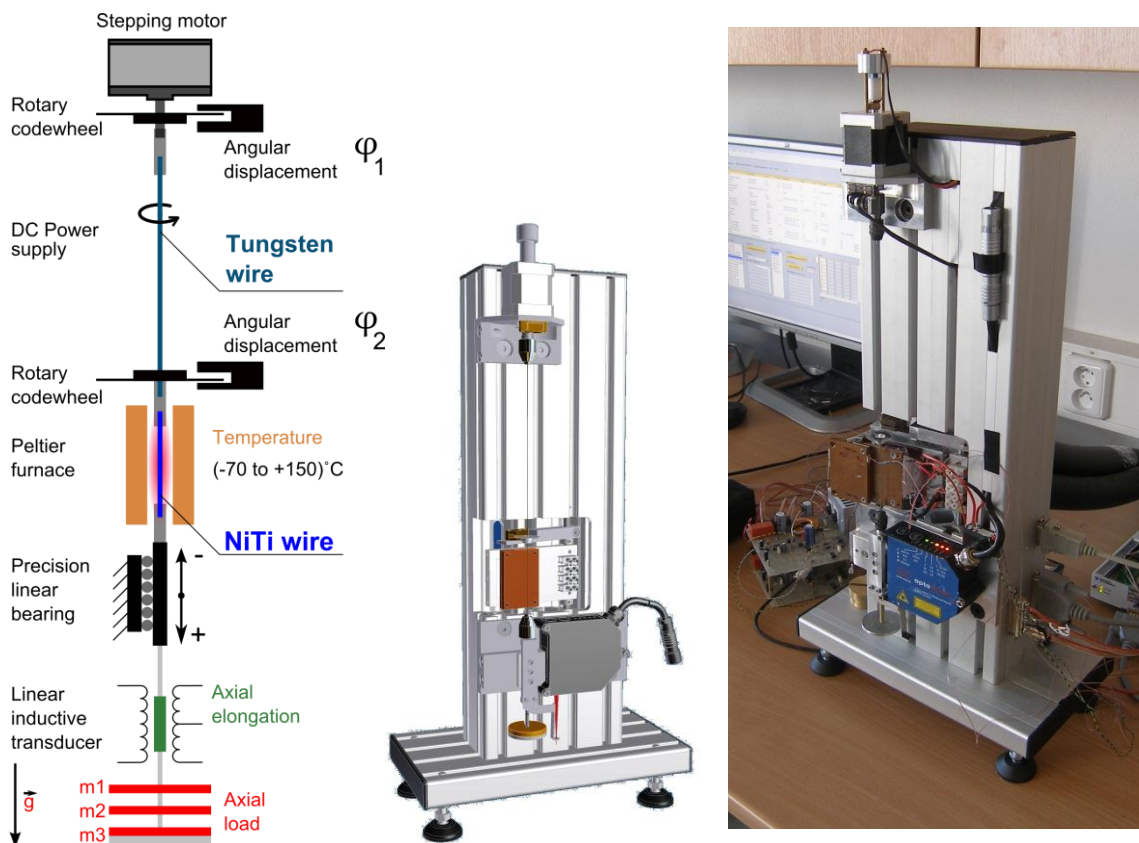 Stepping motor
Rotary
codewheel
Angular
displacement
φ1
DC Power
supply
Tungsten
wire
Angular
displacement
φ2
Rotary
codewheel
Peltier
furnace
Temperature
(-70 to +150)°C
NiTi wire
Precision
linear
bearing
-
+
Linear
inductive
transducer
Axial
elongation
g
m1
m2
m3
Axial
load
opto